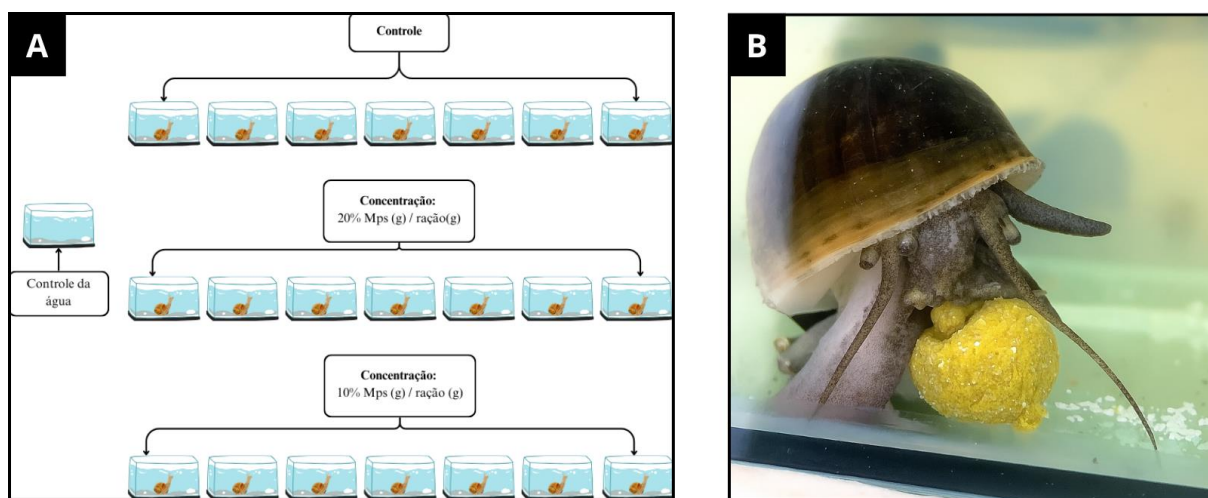 A
Controle
Concentração:
20% Mps (g) / ração(g)
Controle da
água
Concentração:
10% Mps (g) / ração (g)
B